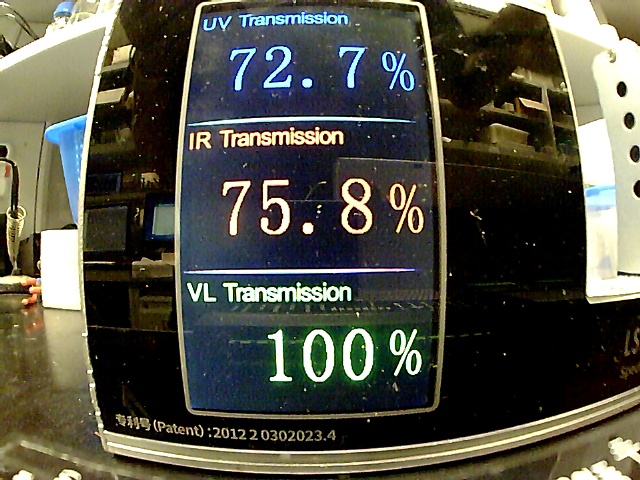 UV Transmission
72.7%
IR Transmission
75.8%
VL Transmission
100%
LS
专利号(Patent):2012 2 0302023.4